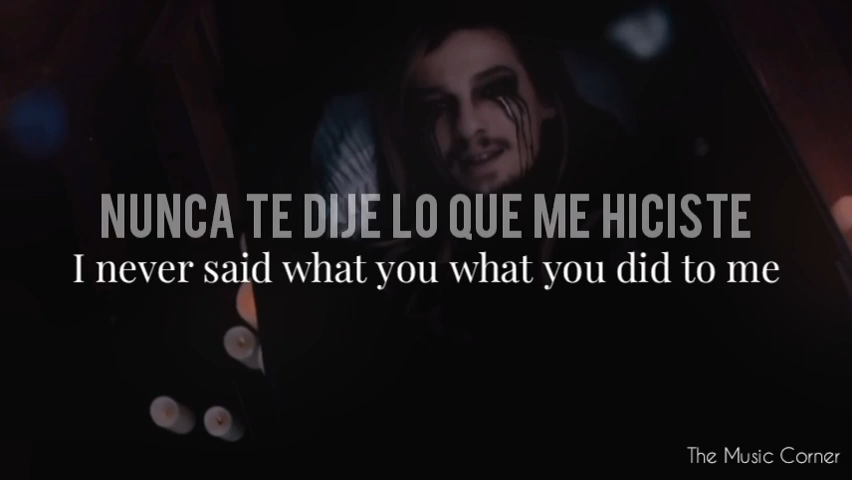 NUNCA TE DIJE LO QUE ME HICISTE
I never said what you what you did to me
The Music Corner